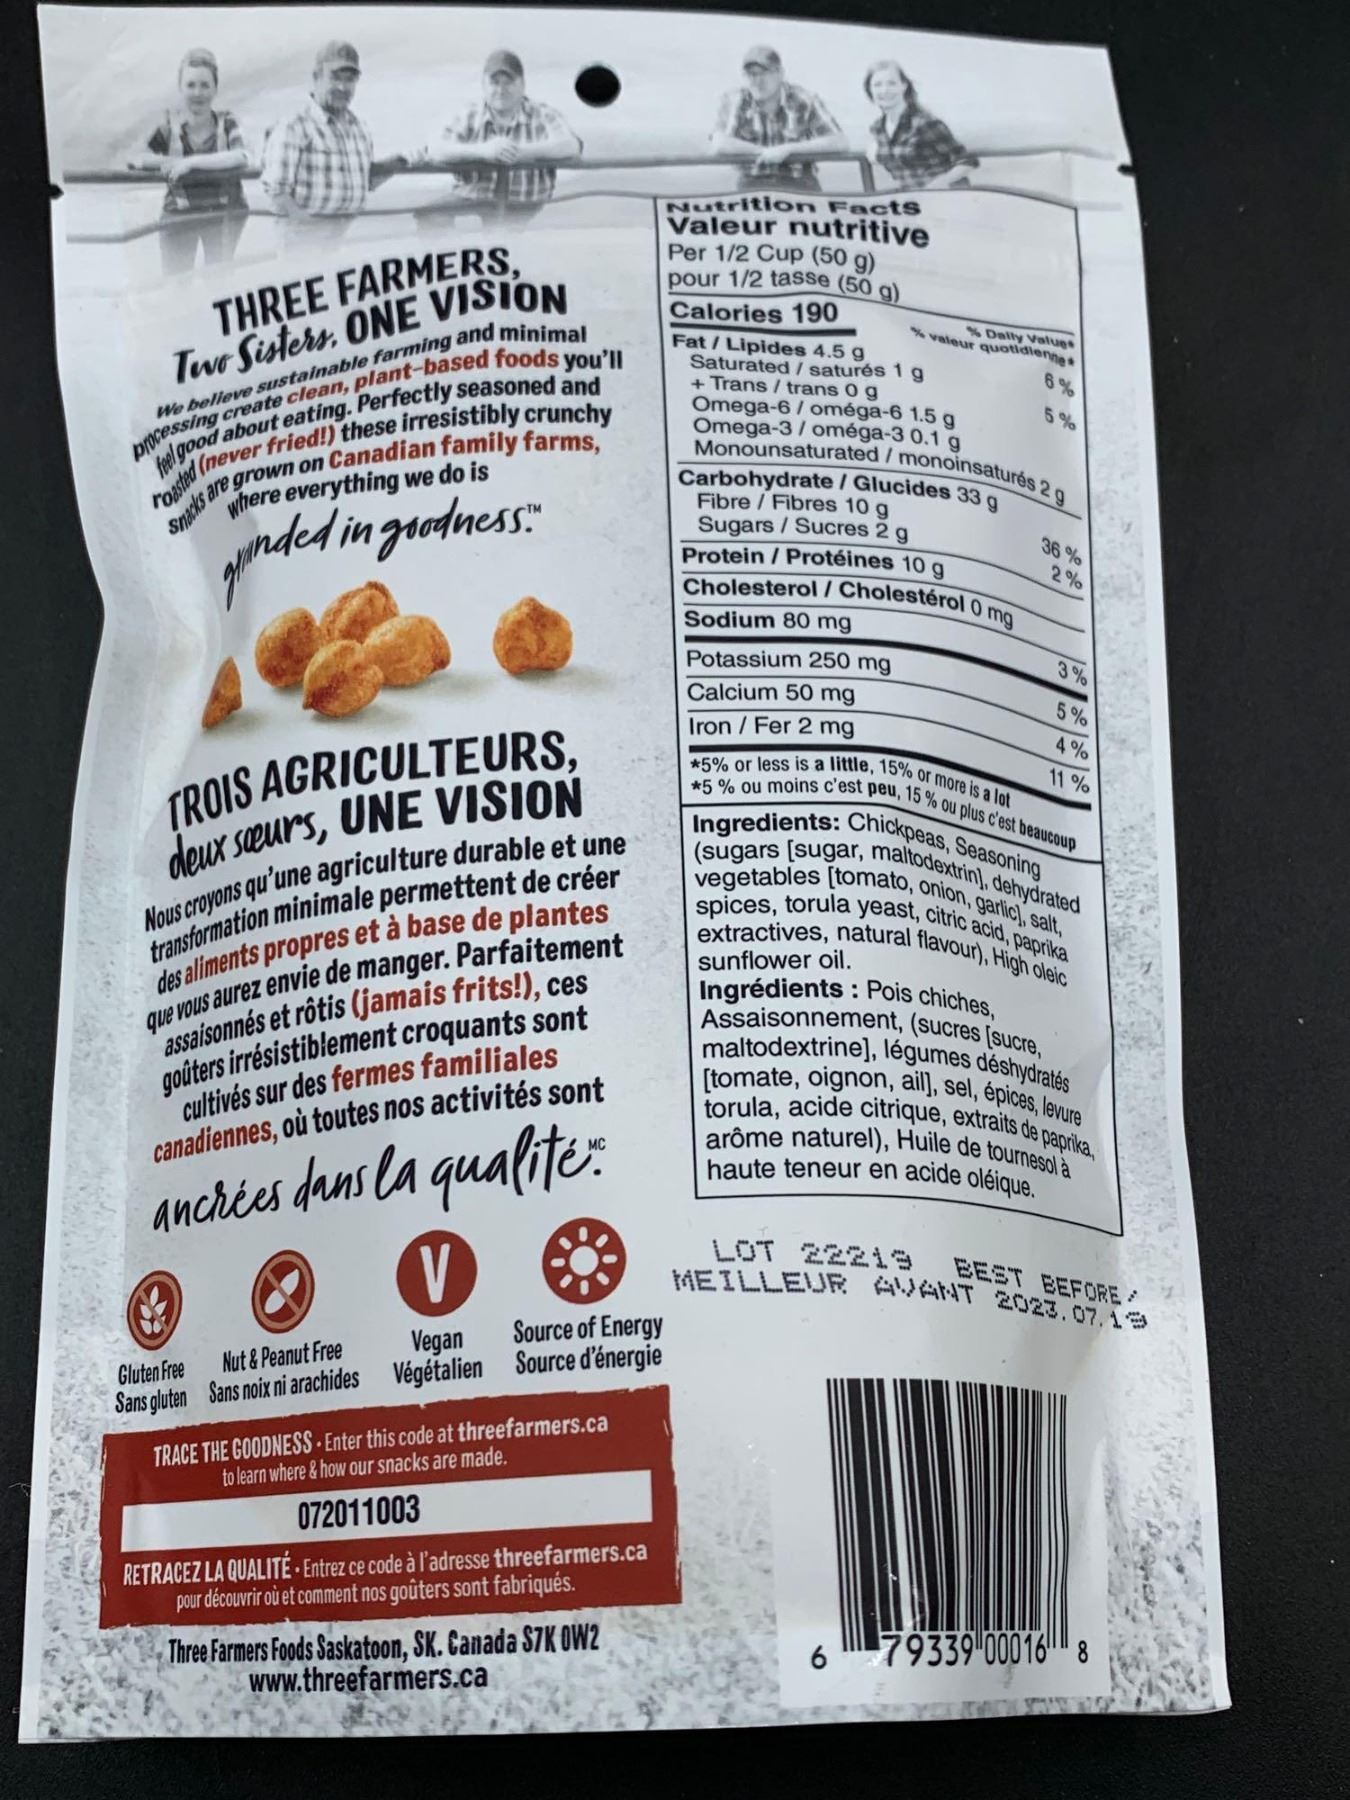 THREE FARMERS,
Two Sisters, ONE VISION
We believe sustainable farming and minimal
processing create clean, plant-based foods you'll
feel good about eating. Perfectly seasoned and
roasted (never fried!) these irresistibly crunchy
snacks are grown on Canadian family farms,
where everything we do is
grounded in goodness.™
TROIS AGRICULTEURS,
deux sœurs, UNE VISION
Nous croyons qu'une agriculture durable et une
transformation minimale permettent de créer
des aliments propres et à base de plantes
que vous aurez envie de manger. Parfaitement
assaisonnés et rôtis (jamais frits!), ces
goûters irrésistiblement croquants sont
cultivés sur des fermes familiales
canadiennes, où toutes nos activités sont
ancrées dans la qualité.MC
Gluten Free
Sans gluten
Nut & Peanut Free
Sans noix ni arachides
V
Vegan
Végétalien
Source of Energy
Source d'énergie
TRACE THE GOODNESS • Enter this code at threefarmers.ca
to learn where & how our snacks are made.
072011003
RETRACEZ LA QUALITÉ • Entrez ce code à l'adresse threefarmers.ca
pour découvrir où et comment nos goûters sont fabriqués.
Three Farmers Foods Saskatoon, SK. Canada S7K 0W2
www.threefarmers.ca
Nutrition Facts
Valeur nutritive
Per 1/2 Cup (50 g)
pour 1/2 tasse (50 g)
Calories 190
% Daily Value*
% valeur quotidienne*
Fat / Lipides 4.5 g 6 %
Saturated / saturés 1 g
+ Trans / trans 0 g 5 %
Omega-6 / oméga-6 1.5 g
Omega-3 / oméga-3 0.1 g
Monounsaturated / monoinsaturés 2 g
Carbohydrate / Glucides 33 g
Fibre / Fibres 10 g 36 %
Sugars / Sucres 2 g 2 %
Protein / Protéines 10 g
Cholesterol / Cholestérol 0 mg
Sodium 80 mg 3 %
Potassium 250 mg 5 %
Calcium 50 mg 4 %
Iron / Fer 2 mg 11 %
*5% or less is a little, 15% or more is a lot
*5 % ou moins c'est peu, 15 % ou plus c'est beaucoup
Ingredients: Chickpeas, Seasoning
(sugars [sugar, maltodextrin], dehydrated
vegetables [tomato, onion, garlic], salt,
spices, torula yeast, citric acid, paprika
extractives, natural flavour), High oleic
sunflower oil.
Ingrédients : Pois chiches,
Assaisonnement, (sucres [sucre,
maltodextrine], légumes déshydratés
[tomate, oignon, ail], sel, épices, levure
torula, acide citrique, extraits de paprika,
arôme naturel), Huile de tournesol à
haute teneur en acide oléique.
LOT 22219 BEST BEFORE/
MEILLEUR AVANT 2023.07.19
6 79339 00016 8